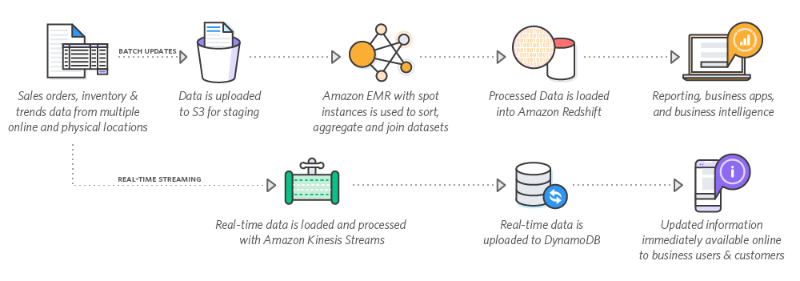 BATCH UPDATES
Sales orders, inventory &
trends data from multiple
online and physical locations
Data is uploaded
to S3 for staging
Amazon EMR with spot
instances is used to sort,
aggregate and join datasets
Processed Data is loaded
into Amazon Redshift
Reporting, business apps,
and business intelligence
REAL-TIME STREAMING
Real-time data is loaded and processed
with Amazon Kinesis Streams
Real-time data is
uploaded to DynamoDB
Updated information
immediately available online
to business users & customers